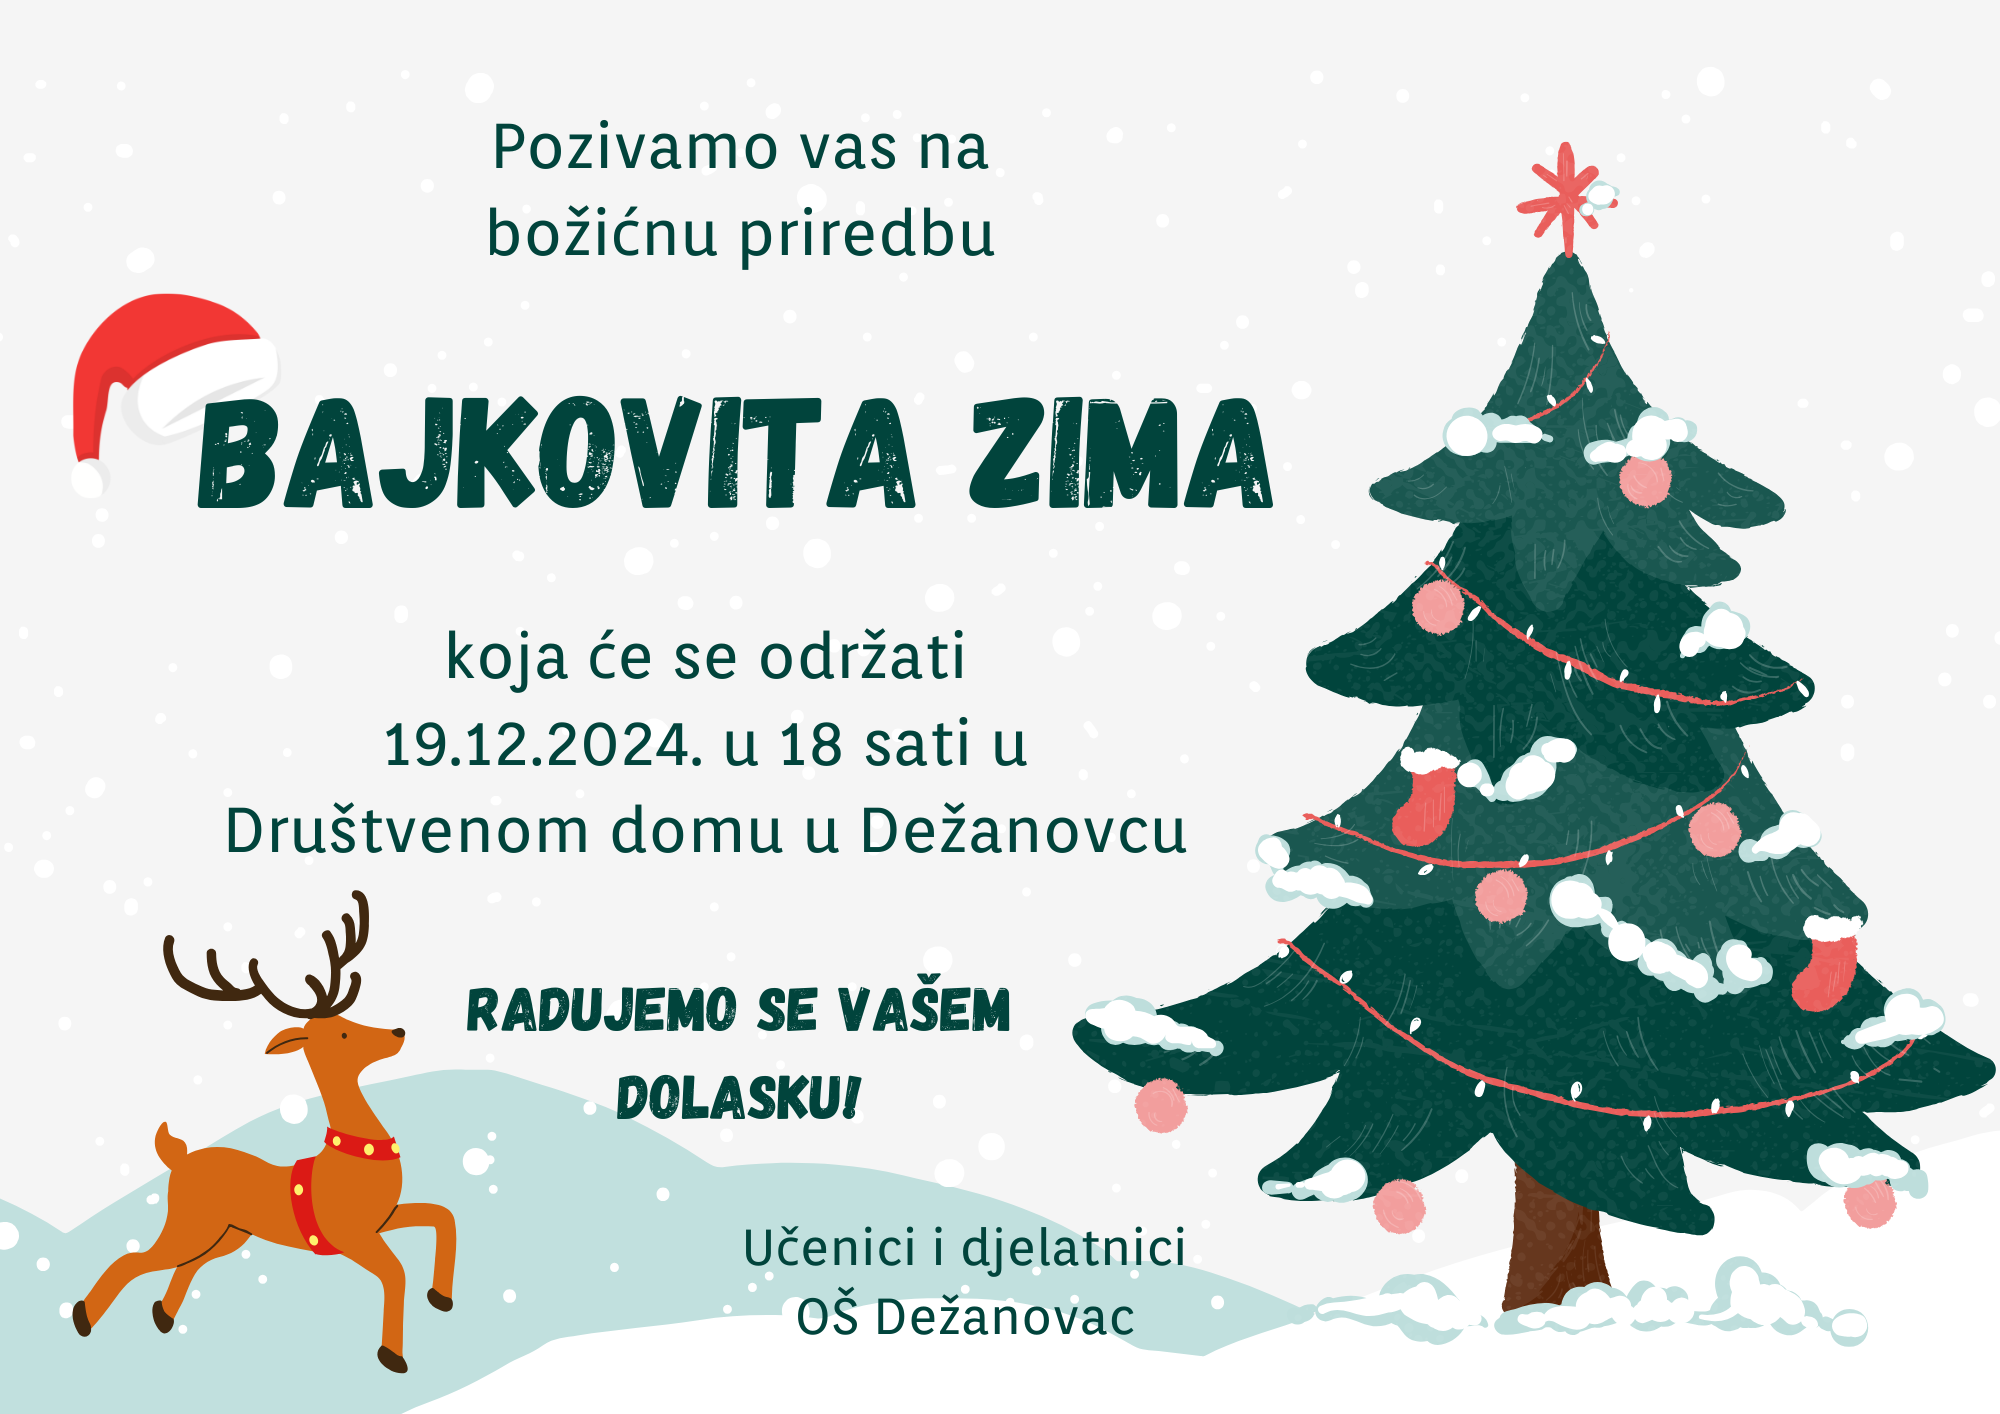 Pozivamo vas na
božićnu priredbu
BAJKOVITA ZIMA
koja će se održati
19.12.2024. u 18 sati u
Društvenom domu u Dežanovcu
RADUJEMO SE VAŠEM
DOLASKU!
Učenici i djelatnici
OŠ Dežanovac